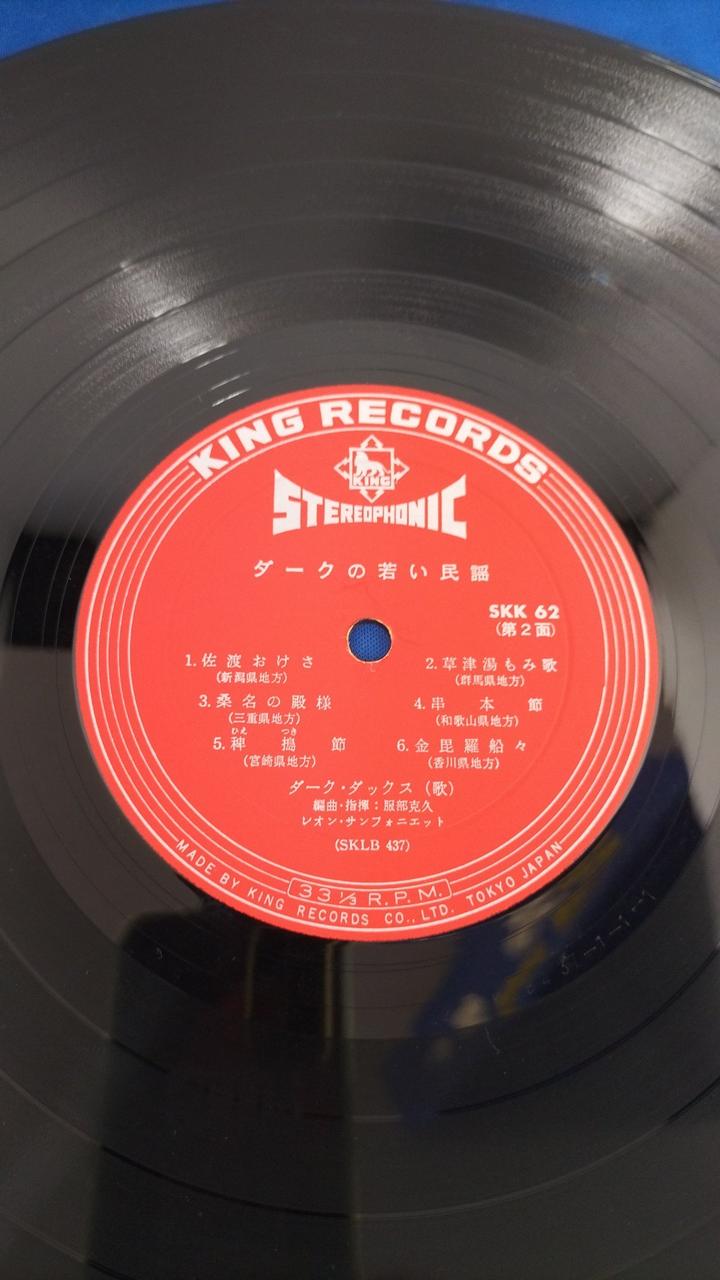 KING RECORDS
KING
STEREOPHONIC
ダークの若い民謡
SKK 62
(第2面)
1. 佐渡おけさ 2. 草津湯もみ歌
(新潟県地方) (群馬県地方)
3. 桑名の殿様 4. 串本節
(三重県地方) (和歌山県地方)
ひえ つき
5. 稗搗節 6. 金毘羅船々
(宮崎県地方) (香川県地方)
ダーク・ダックス (歌)
編曲・指揮：服部克久
レオン・サンフォニエット
(SKLB 437)
33⅓ R.P.M.
MADE BY KING RECORDS CO., LTD. TOKYO JAPAN